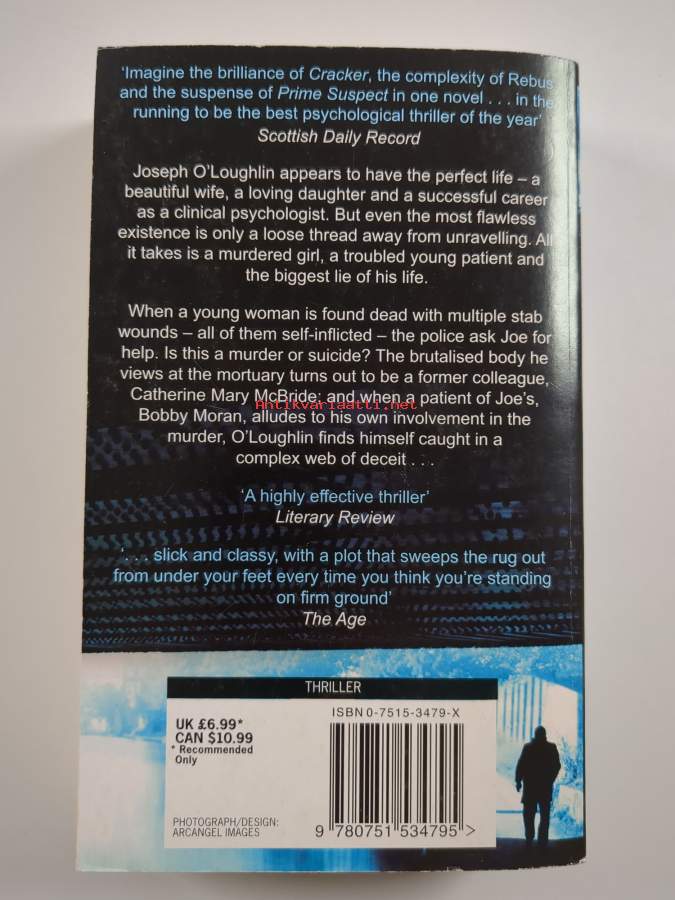 ‘Imagine the brilliance of Cracker, the complexity of Rebus
and the suspense of Prime Suspect in one novel . . . in the
running to be the best psychological thriller of the year’
Scottish Daily Record
Joseph O’Loughlin appears to have the perfect life – a
beautiful wife, a loving daughter and a successful career
as a clinical psychologist. But even the most flawless
existence is only a loose thread away from unravelling. All
it takes is a murdered girl, a troubled young patient and
the biggest lie of his life.
When a young woman is found dead with multiple stab
wounds – all of them self-inflicted – the police ask Joe for
help. Is this a murder or suicide? The brutalised body he
views at the mortuary turns out to be a former colleague,
Catherine Mary McBride; and when a patient of Joe’s,
Antikvariaatti.net
Bobby Moran, alludes to his own involvement in the
murder, O’Loughlin finds himself caught in a
complex web of deceit . . .
‘A highly effective thriller’
Literary Review
‘. . . slick and classy, with a plot that sweeps the rug out
from under your feet every time you think you’re standing
on firm ground’
The Age
THRILLER
ISBN 0-7515-3479-X
UK £6.99*
CAN $10.99
* Recommended
Only
PHOTOGRAPH/DESIGN:
ARCANGEL IMAGES
9 780751 534795 >